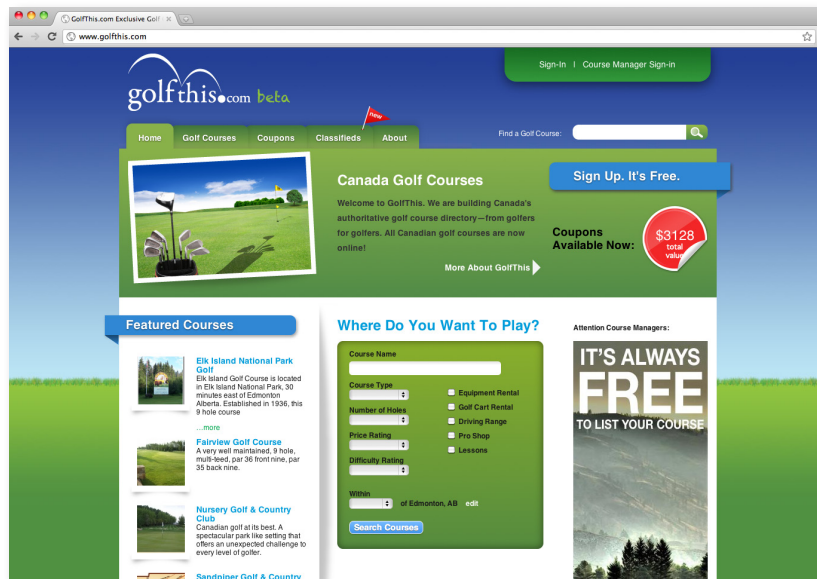 GolfThis.com Exclusive Golf
www.golfthis.com
Sign-In | Course Manager Sign-in
golfthis.com beta
new
Home Golf Courses Coupons Classifieds About
Find a Golf Course:
Canada Golf Courses
Welcome to GolfThis. We are building Canada's
authoritative golf course directory—from golfers
for golfers. All Canadian golf courses are now
online!
More About GolfThis
Sign Up. It's Free.
Coupons
Available Now:
$3128
total
value
Featured Courses
Elk Island National Park
Golf
Elk Island Golf Course is located
in Elk Island National Park, 30
minutes east of Edmonton
Alberta. Established in 1936, this
9 hole course
...more
Fairview Golf Course
A very well maintained, 9 hole,
multi-teed, par 36 front nine, par
35 back nine.
Nursery Golf & Country
Club
Canadian golf at its best. A
spectacular park like setting that
offers an unexpected challenge to
every level of golfer.
Sandpiper Golf & Country
Where Do You Want To Play?
Course Name
Course Type
Number of Holes
Price Rating
Difficulty Rating
Equipment Rental
Golf Cart Rental
Driving Range
Pro Shop
Lessons
Within
of Edmonton, AB edit
Search Courses
Attention Course Managers:
IT'S ALWAYS
FREE
TO LIST YOUR COURSE